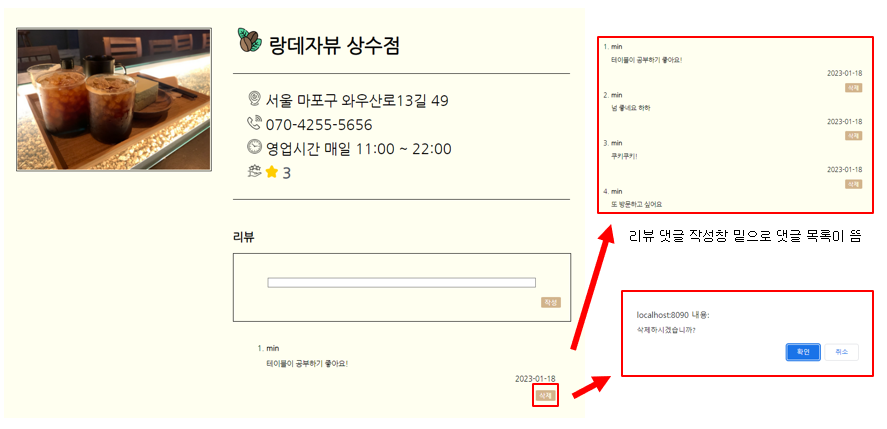 랑데자뷰 상수점
서울 마포구 와우산로13길 49
070-4255-5656
영업시간 매일 11:00 ~ 22:00
3
리뷰
작성
1. min
테이블이 공부하기 좋아요!
2023-01-18
삭제
1. min
테이블이 공부하기 좋아요!
2023-01-18
삭제
2. min
넘 좋네요 하하
2023-01-18
삭제
3. min
쿠키쿠키!
2023-01-18
삭제
4. min
또 방문하고 싶어요
리뷰 댓글 작성창 밑으로 댓글 목록이 뜸
localhost:8090 내용:
삭제하시겠습니까?
확인
취소